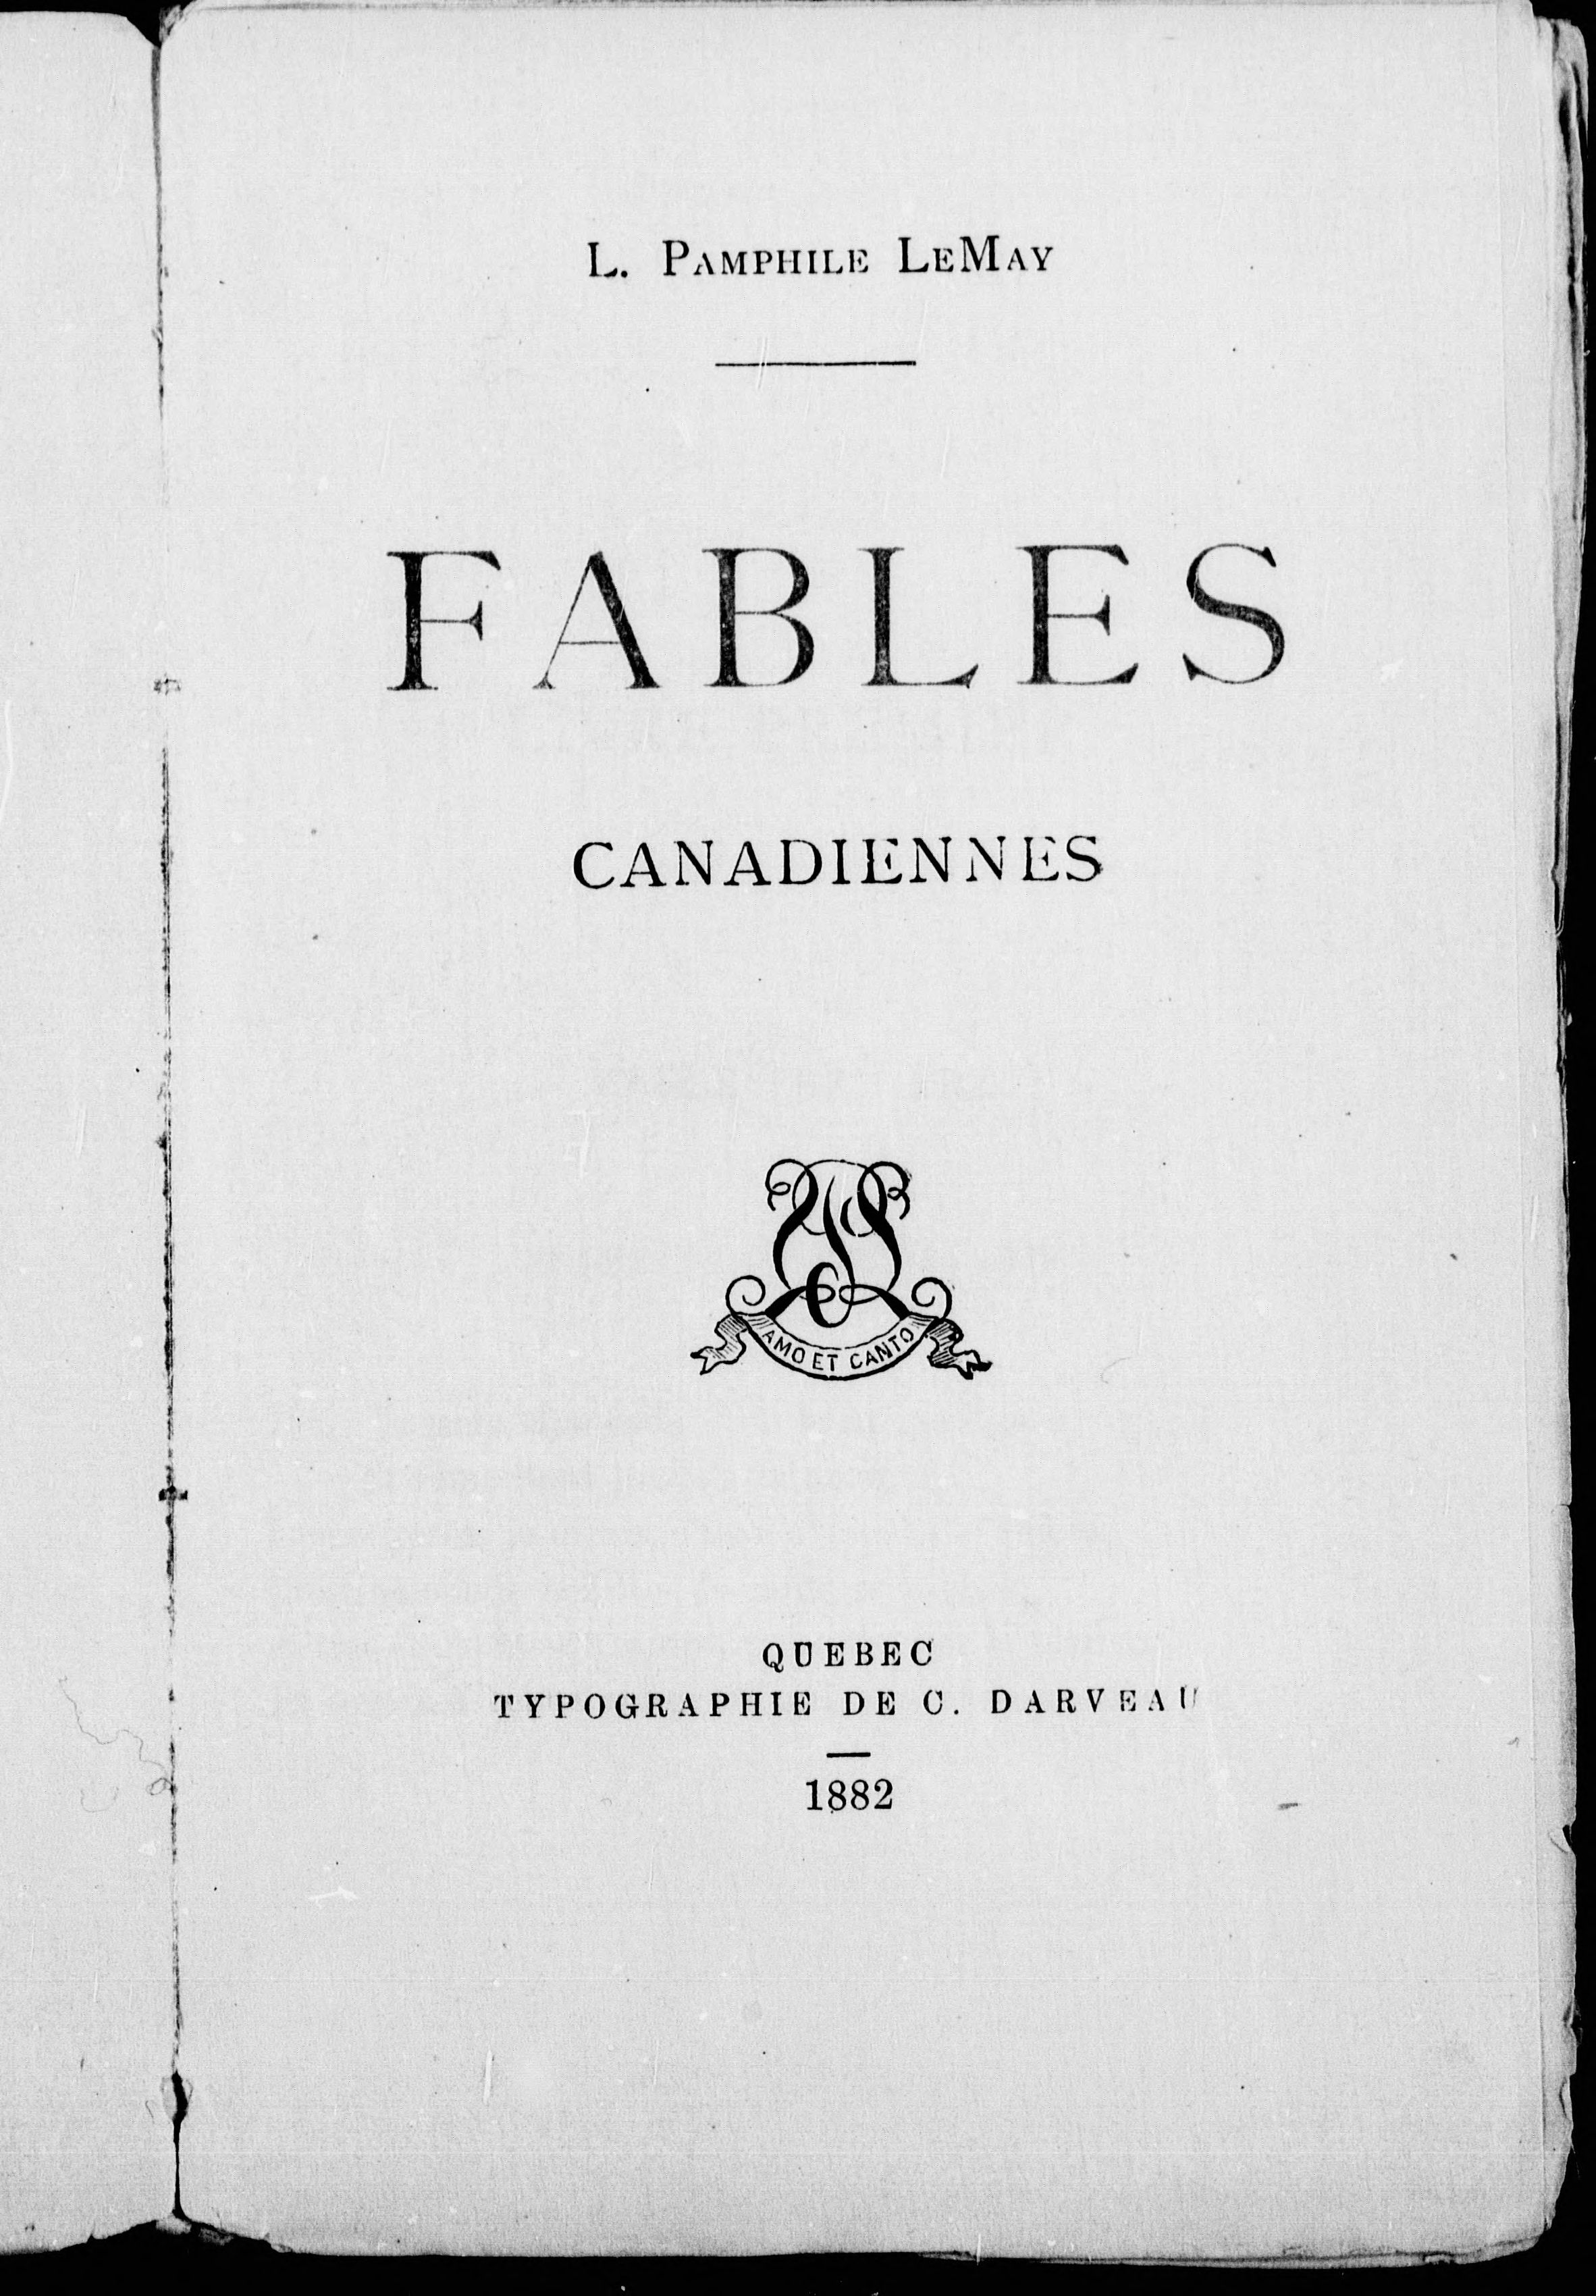 L. PAMPHILE LEMAY
FABLES
CANADIENNES
AMO ET CANTO
QUEBEC
TYPOGRAPHIE DE C. DARVEAU
1882